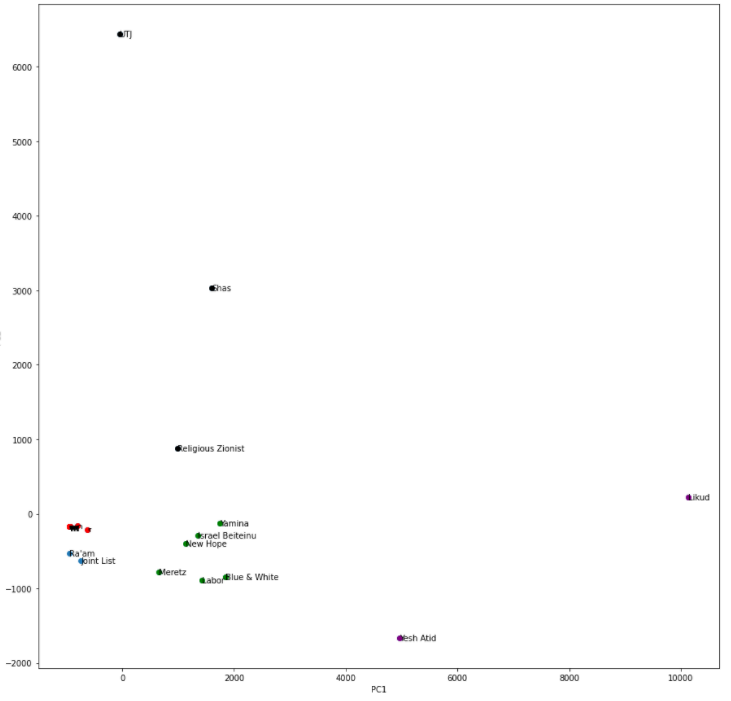 UTJ
6000
5000
4000
3000
Shas
2000
1000
Religious Zionist
Likud
0
Yamina
Israel Beiteinu
New Hope
Ra'am
Joint List
Meretz
Labor
Blue & White
−1000
Yesh Atid
−2000
0
2000
4000
6000
8000
10000
PC1